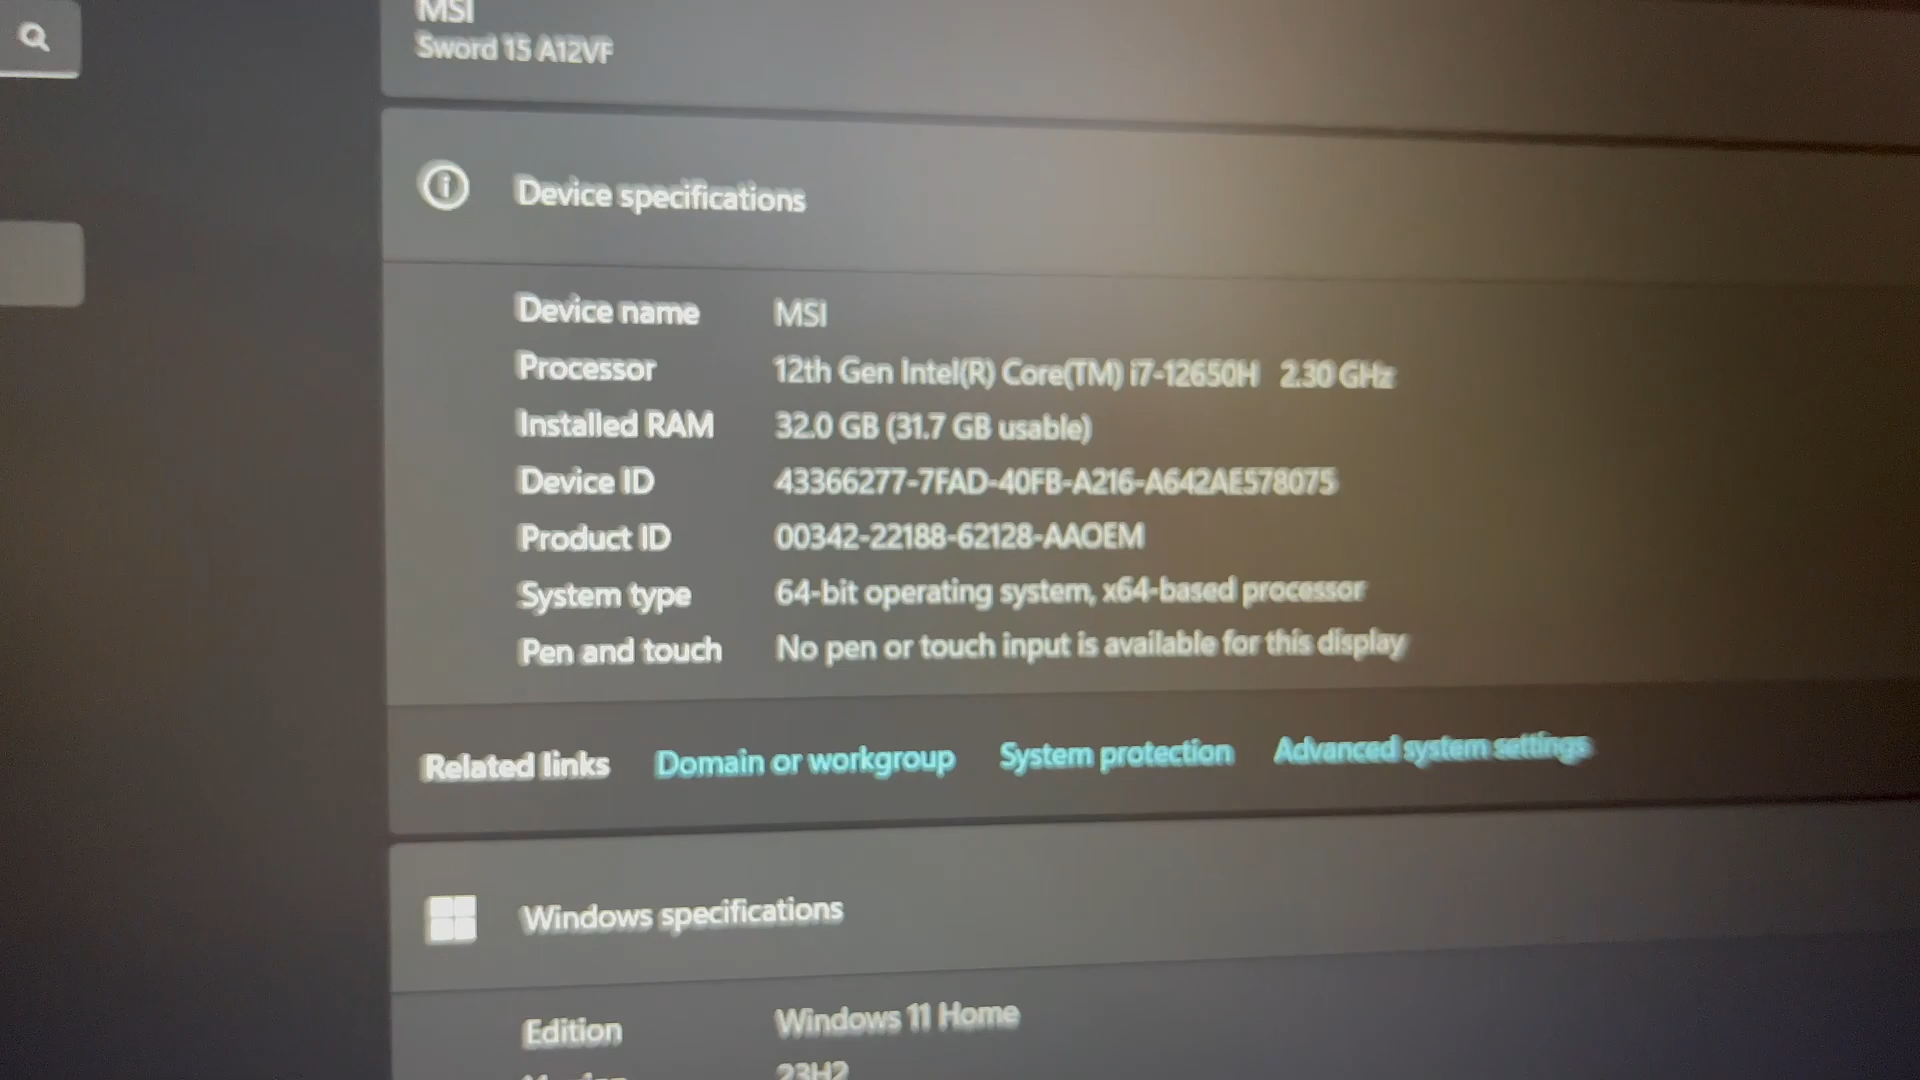 MSI
Sword 15 A12VF
Device specifications
Device name MSI
Processor 12th Gen Intel(R) Core(TM) i7-12650H 2.30 GHz
Installed RAM 32.0 GB (31.7 GB usable)
Device ID 43366277-7FAD-40FB-A216-A642AE578075
Product ID 00342-22188-62128-AAOEM
System type 64-bit operating system, x64-based processor
Pen and touch No pen or touch input is available for this display
Related links Domain or workgroup System protection Advanced system settings
Windows specifications
Edition Windows 11 Home
23H2